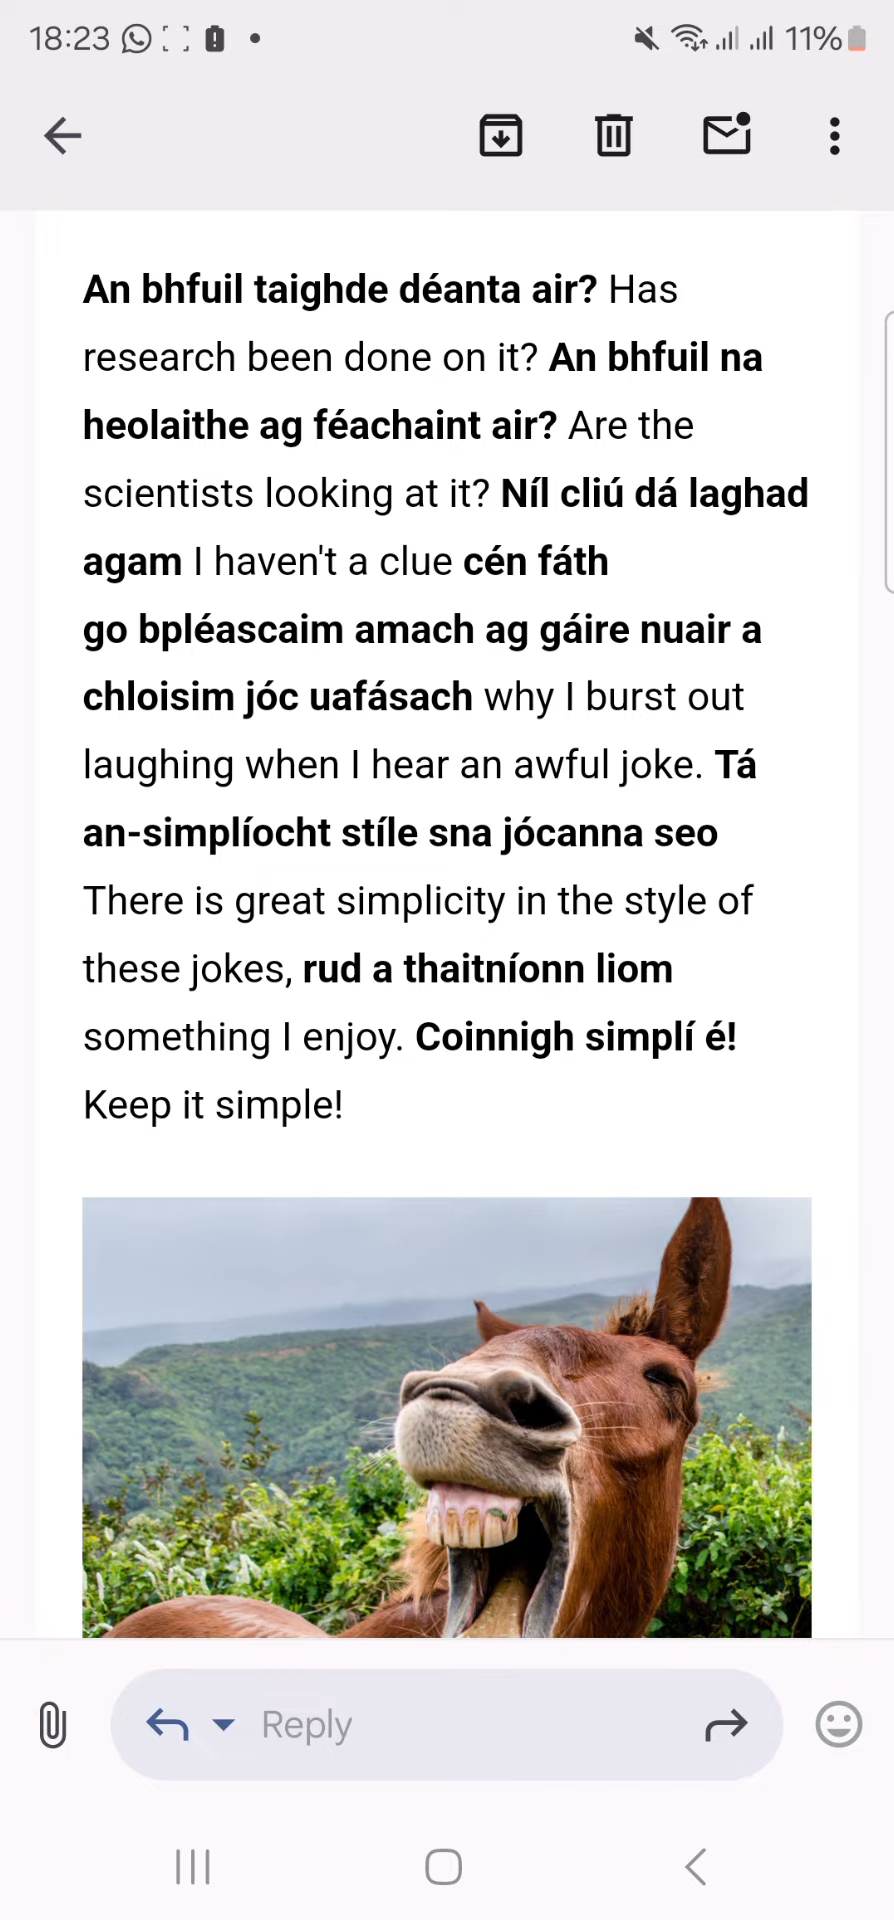 18:23
11%
An bhfuil taighde déanta air? Has
research been done on it? An bhfuil na
heolaithe ag féachaint air? Are the
scientists looking at it? Níl cliú dá laghad
agam I haven't a clue cén fáth
go bpléascaim amach ag gáire nuair a
chloisim jóc uafásach why I burst out
laughing when I hear an awful joke. Tá
an-simplíocht stíle sna jócanna seo
There is great simplicity in the style of
these jokes, rud a thaitníonn liom
something I enjoy. Coinnigh simplí é!
Keep it simple!
Reply